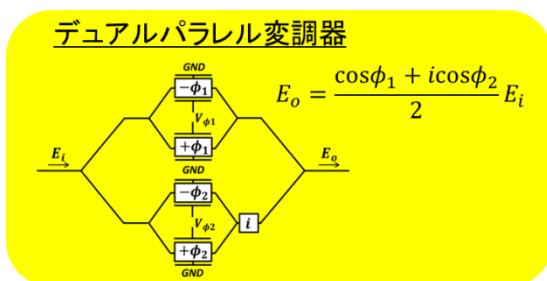 デュアルパラレル変調器
GND
−ϕ₁
V_ϕ1
+ϕ₁
GND
E_i
E_o
−ϕ₂
V_ϕ2
i
+ϕ₂
GND
E_o = (cosϕ₁ + icosϕ₂)/2 E_i